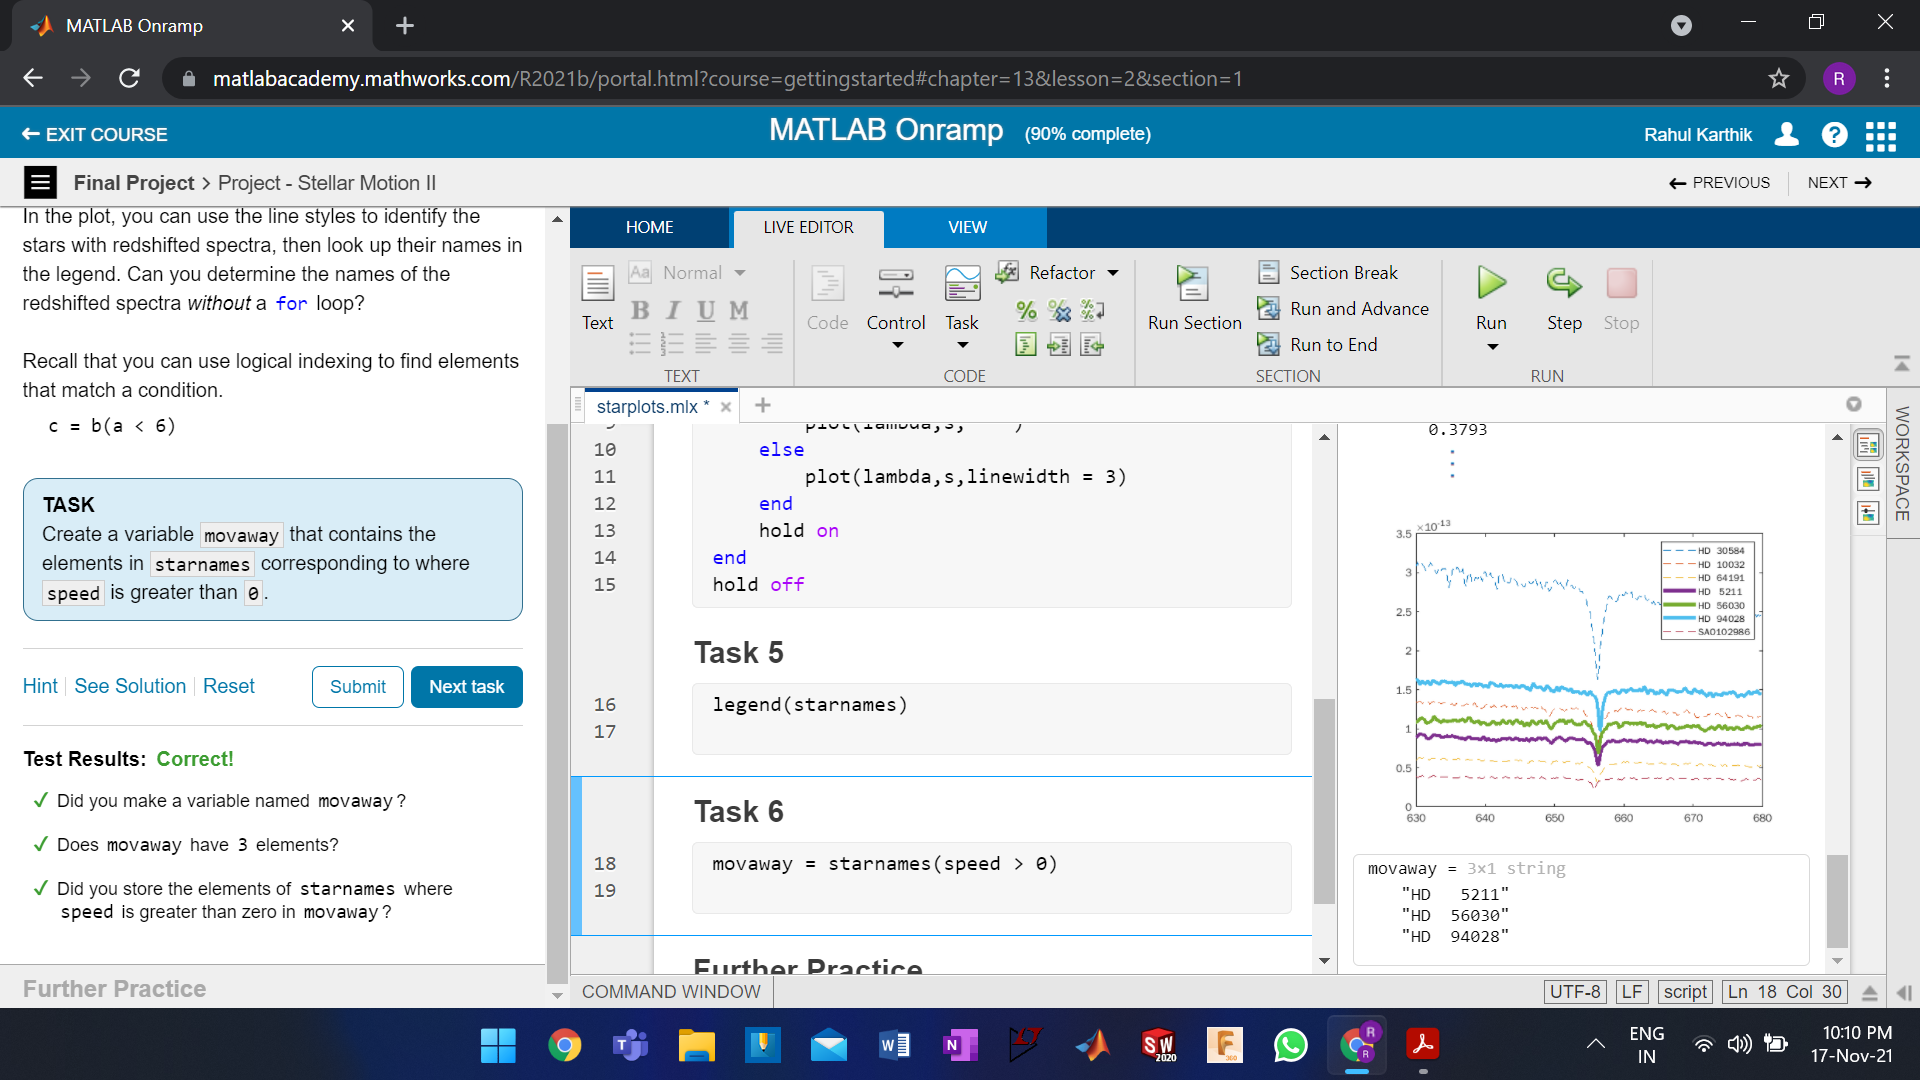 MATLAB Onramp
matlabacademy.mathworks.com/R2021b/portal.html?course=gettingstarted#chapter=13&lesson=2&section=1
R
EXIT COURSE
MATLAB Onramp (90% complete)
Rahul Karthik
?
Final Project > Project - Stellar Motion II
PREVIOUS
NEXT
In the plot, you can use the line styles to identify the
stars with redshifted spectra, then look up their names in
the legend. Can you determine the names of the
redshifted spectra without a for loop?
Recall that you can use logical indexing to find elements
that match a condition.
c = b(a < 6)
TASK
Create a variable movaway that contains the
elements in starnames corresponding to where
speed is greater than 0.
Hint
See Solution
Reset
Submit
Next task
Test Results: Correct!
Did you make a variable named movaway?
Does movaway have 3 elements?
Did you store the elements of starnames where
speed is greater than zero in movaway?
Further Practice
HOME
LIVE EDITOR
VIEW
Text
Aa Normal
B I U M
TEXT
Code
Control
Task
Refactor
CODE
Run Section
Section Break
Run and Advance
Run to End
SECTION
Run
Step
Stop
RUN
starplots.mlx *
WORKSPACE
plot(lambda,s,
10 else
11 plot(lambda,s,linewidth = 3)
12 end
13 hold on
14 end
15 hold off
Task 5
16 legend(starnames)
17
Task 6
18 movaway = starnames(speed > 0)
19
Further Practice
0.3793
×10-13
3.5
3
2.5
2
1.5
1
0.5
0
630 640 650 660 670 680
HD 30584
HD 10032
HD 64191
HD 5211
HD 56030
HD 94028
SAO102986
movaway = 3x1 string
"HD 5211"
"HD 56030"
"HD 94028"
COMMAND WINDOW
UTF-8 LF script Ln 18 Col 30
SW
2020
F
360
R
R
ENG
IN
10:10 PM
17-Nov-21